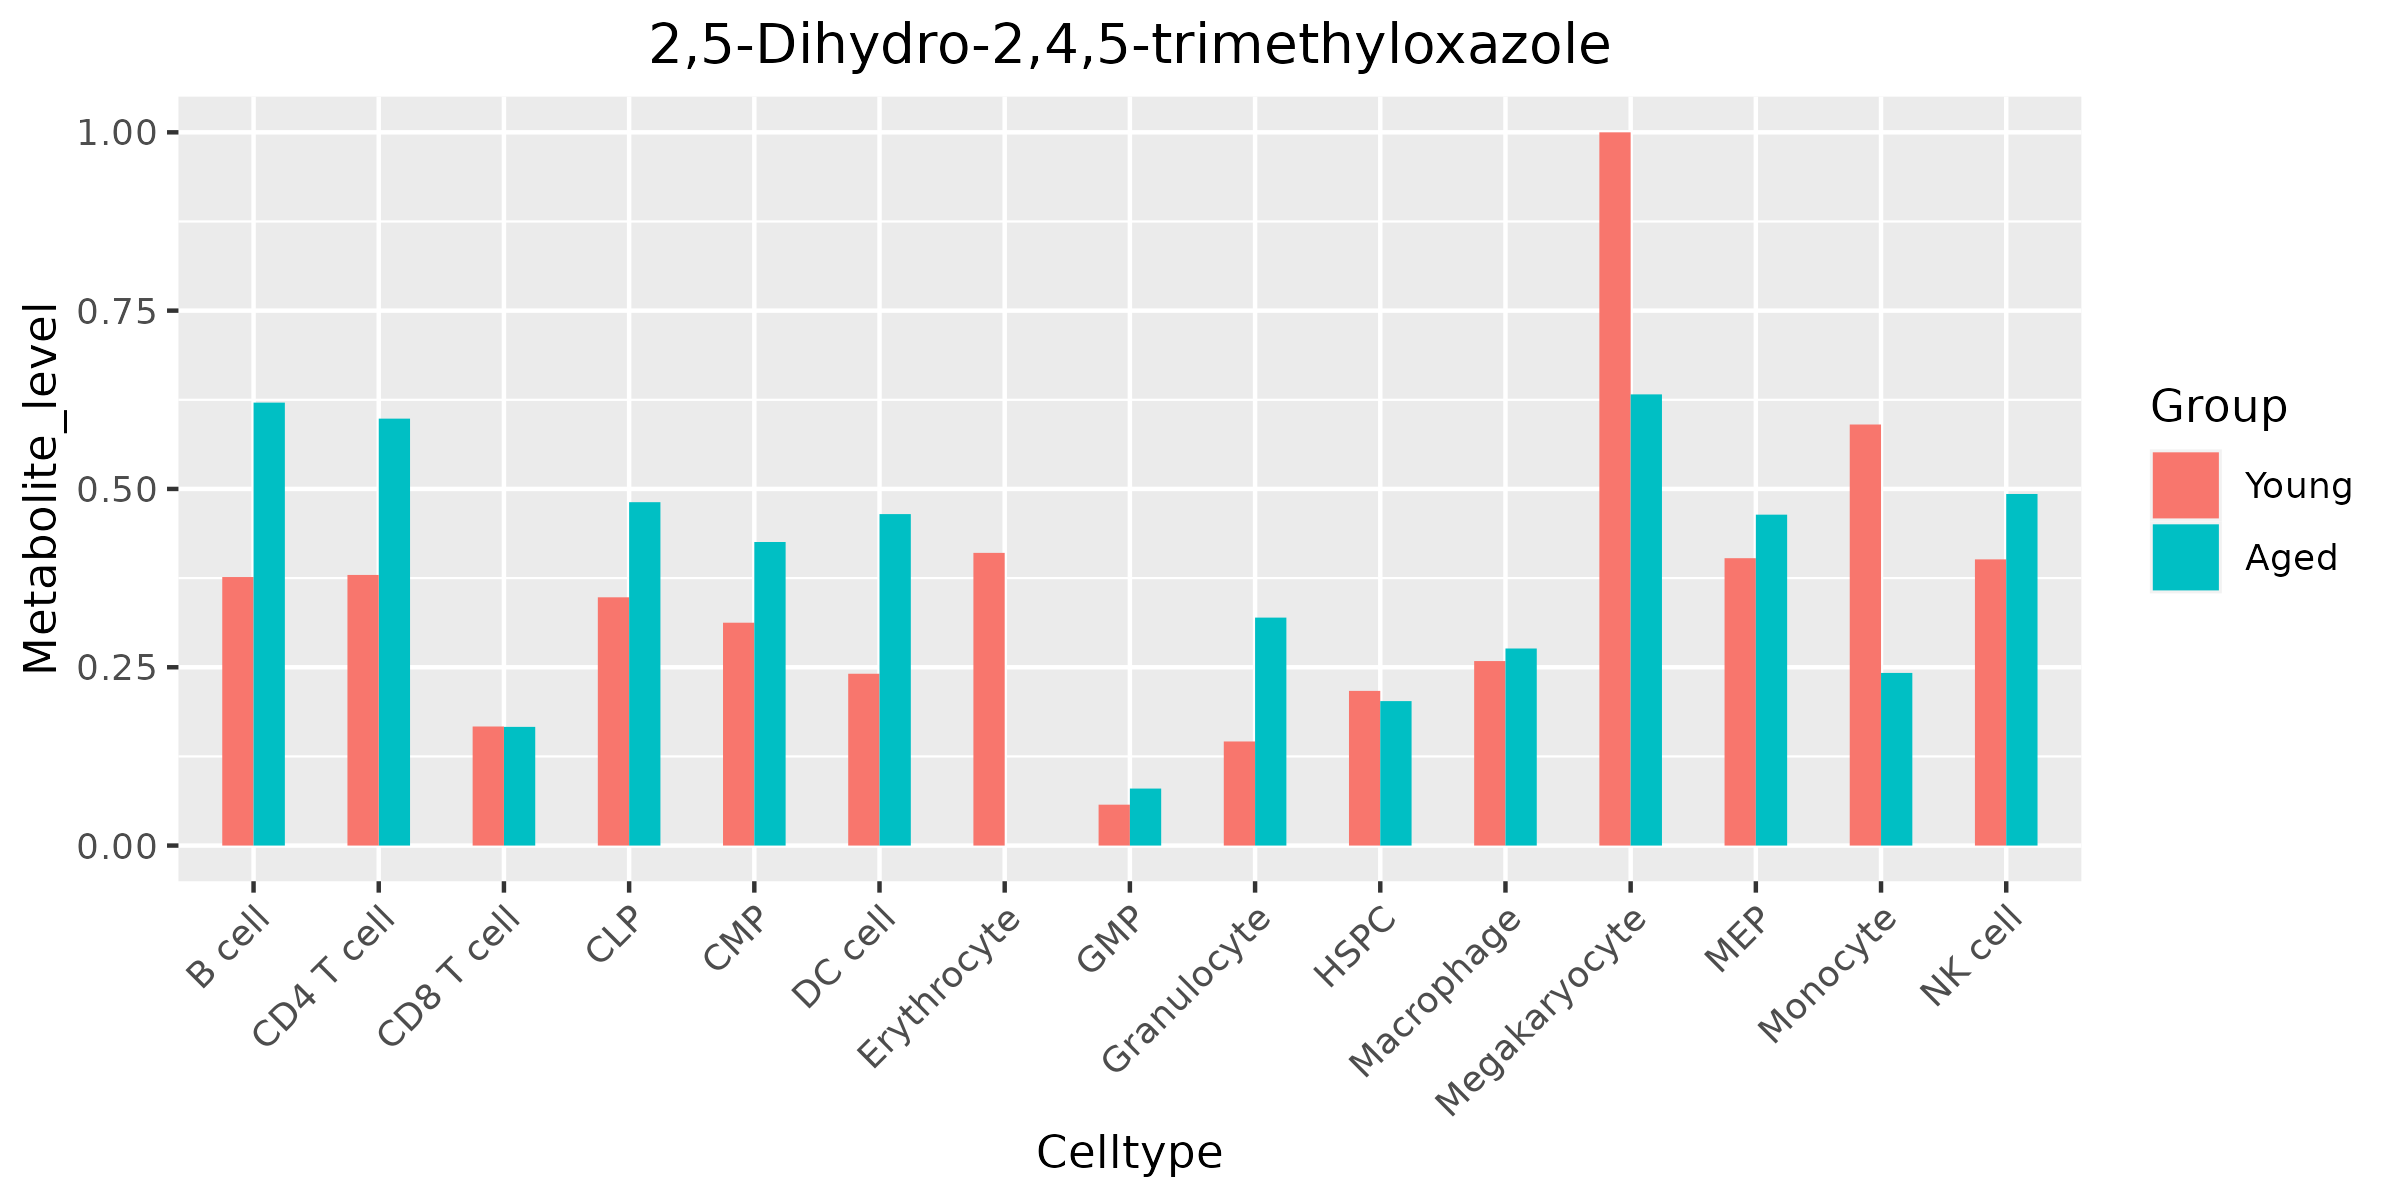 2,5-Dihydro-2,4,5-trimethyloxazole
Metabolite_level
1.00
0.75
0.50
0.25
0.00
B cell
CD4 T cell
CD8 T cell
CLP
CMP
DC cell
Erythrocyte
GMP
Granulocyte
HSPC
Macrophage
Megakaryocyte
MEP
Monocyte
NK cell
Celltype
Group
Young
Aged